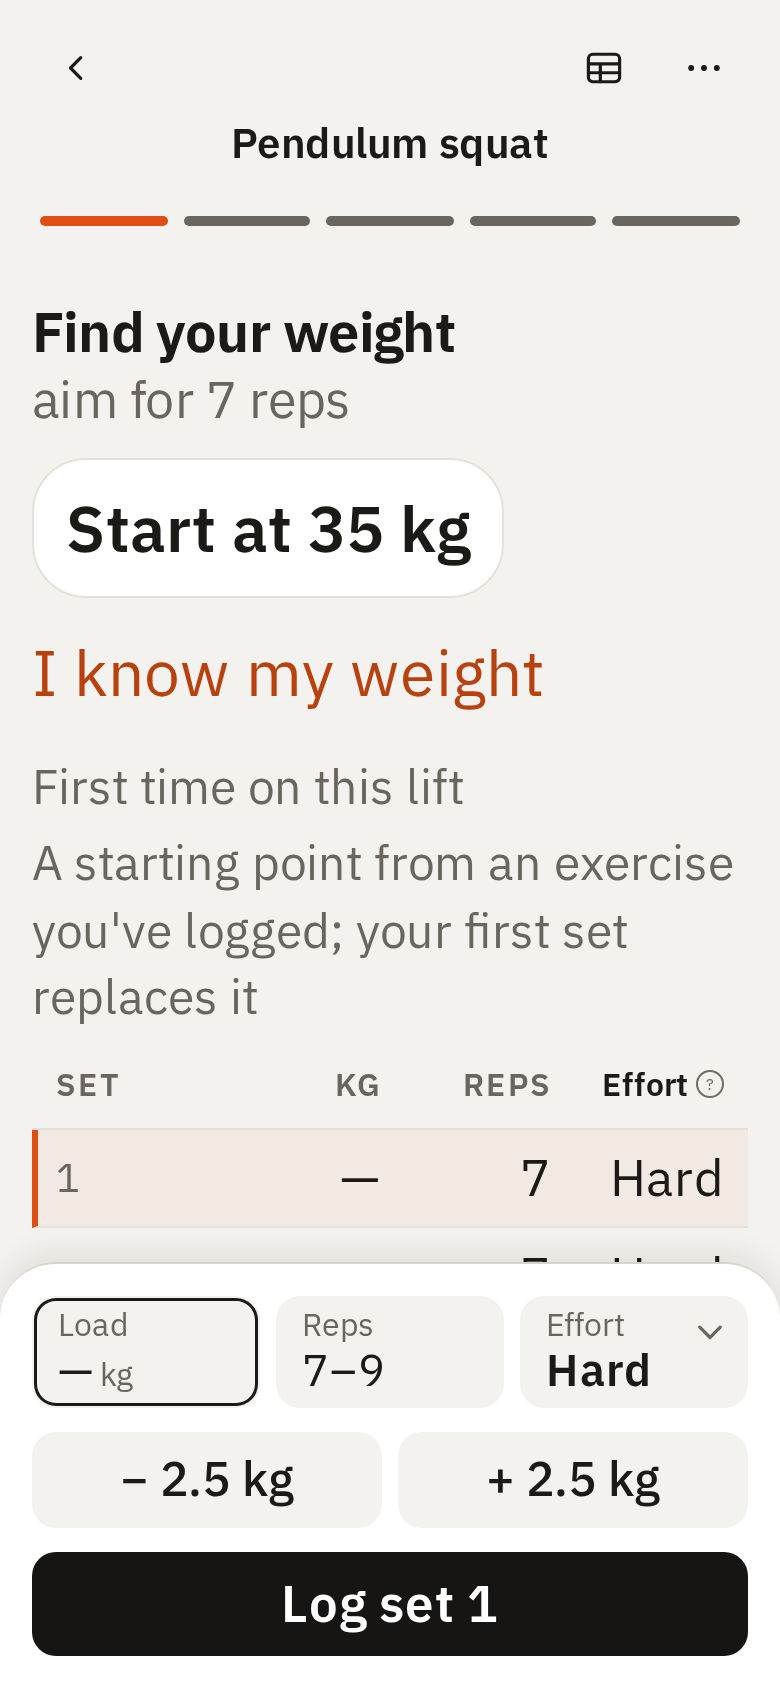 Pendulum squat
Find your weight
aim for 7 reps
Start at 35 kg
I know my weight
First time on this lift
A starting point from an exercise
you've logged; your first set
replaces it
SET KG REPS Effort ?
1 — 7 Hard
Load Reps Effort
— kg 7–9 Hard
− 2.5 kg + 2.5 kg
Log set 1